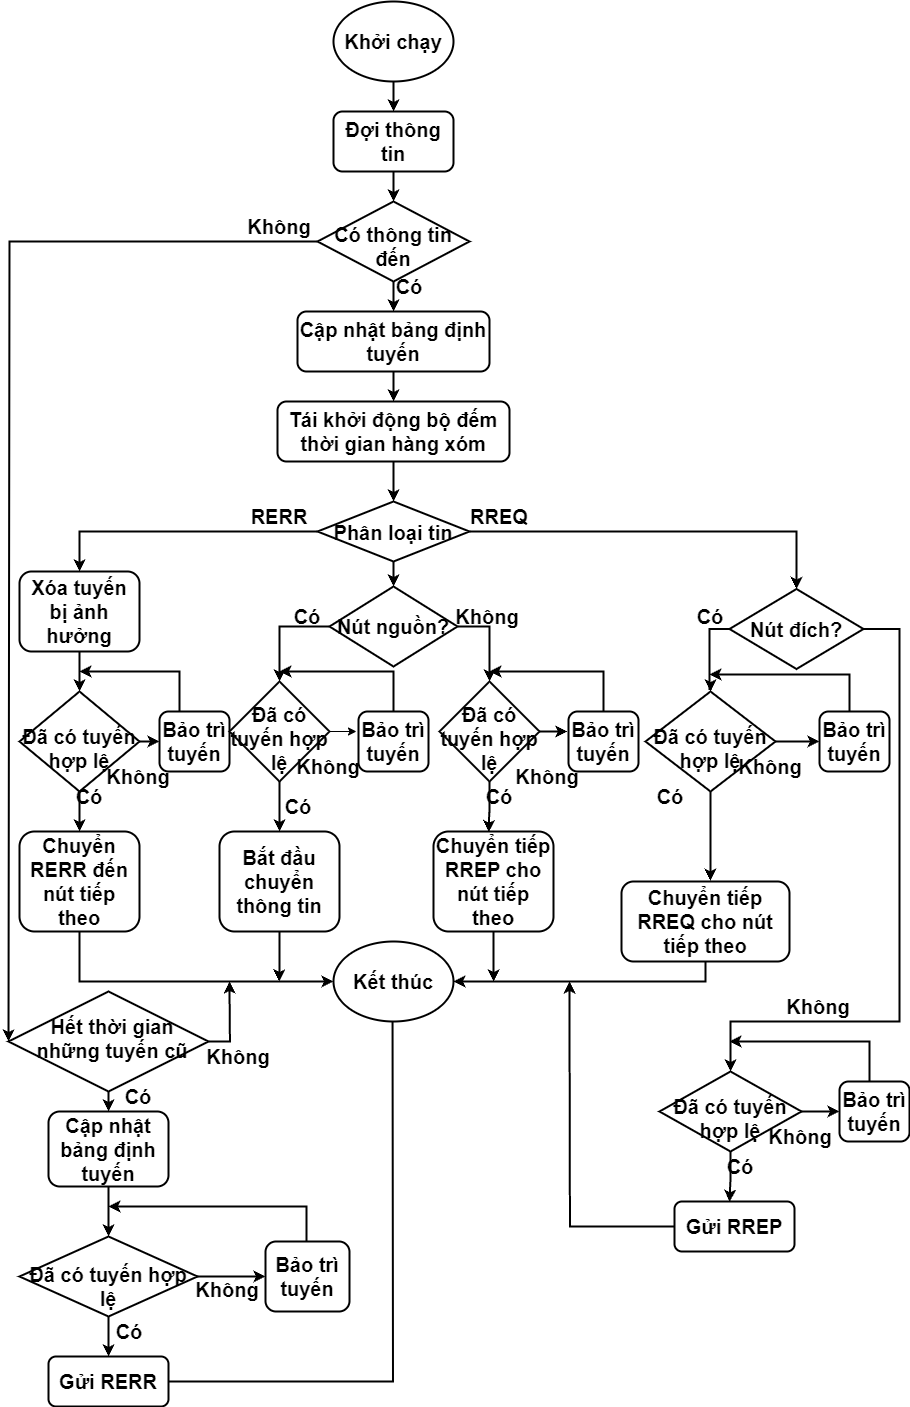 Khởi chạy
Đợi thông
tin
Không
Có thông tin
đến
Có
Cập nhật bảng định
tuyến
Tái khởi động bộ đếm
thời gian hàng xóm
RERR
Phân loại tin
RREQ
Xóa tuyến
bị ảnh
hưởng
Có
Nút nguồn?
Không
Có
Nút đích?
Đã có tuyến
hợp lệ
Không
Bảo trì
tuyến
Có
Đã có
tuyến hợp
lệ
Không
Bảo trì
tuyến
Có
Đã có
tuyến hợp
lệ
Không
Bảo trì
tuyến
Có
Đã có tuyến
hợp lệ
Không
Bảo trì
tuyến
Có
Chuyển
RERR đến
nút tiếp
theo
Bắt đầu
chuyển
thông tin
Chuyển tiếp
RREP cho
nút tiếp
theo
Chuyển tiếp
RREQ cho nút
tiếp theo
Kết thúc
Hết thời gian
những tuyến cũ
Không
Có
Không
Cập nhật
bảng định
tuyến
Đã có tuyến
hợp lệ
Không
Bảo trì
tuyến
Có
Gửi RREP
Đã có tuyến hợp
lệ
Không
Bảo trì
tuyến
Có
Gửi RERR